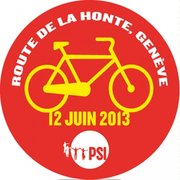 ROUTE DE LA HONTE, GENÈVE
12 JUIN 2013
PSI